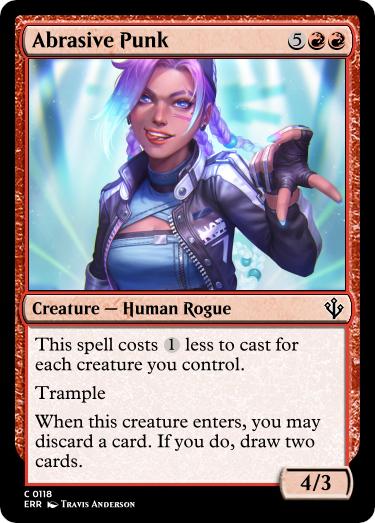 Abrasive Punk 5
Creature — Human Rogue
This spell costs 1 less to cast for
each creature you control.
Trample
When this creature enters, you may
discard a card. If you do, draw two
cards.
4/3
C 0118
ERR Travis Anderson